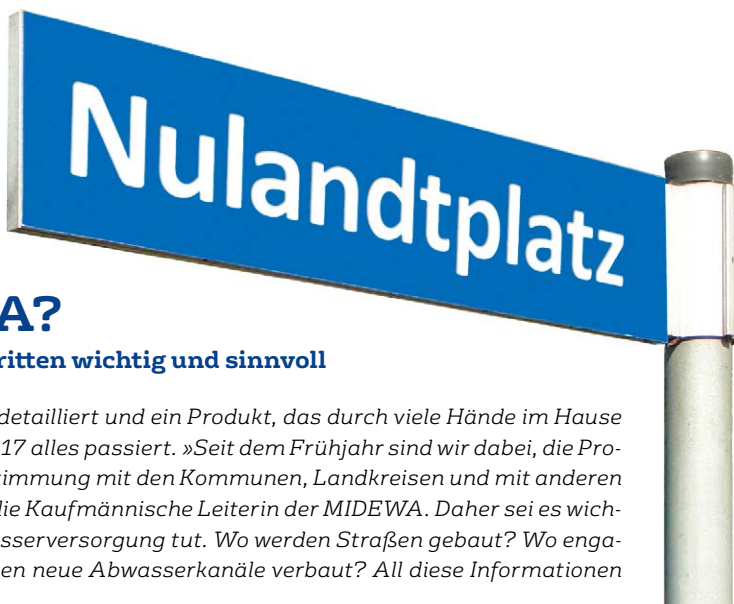 Nulandtplatz
A?
ritten wichtig und sinnvoll
detailliert und ein Produkt, das durch viele Hände im Hause
17 alles passiert. »Seit dem Frühjahr sind wir dabei, die Pro-
timmung mit den Kommunen, Landkreisen und mit anderen
die Kaufmännische Leiterin der MIDEWA. Daher sei es wich-
sserversorgung tut. Wo werden Straßen gebaut? Wo enga-
en neue Abwasserkanäle verbaut? All diese Informationen